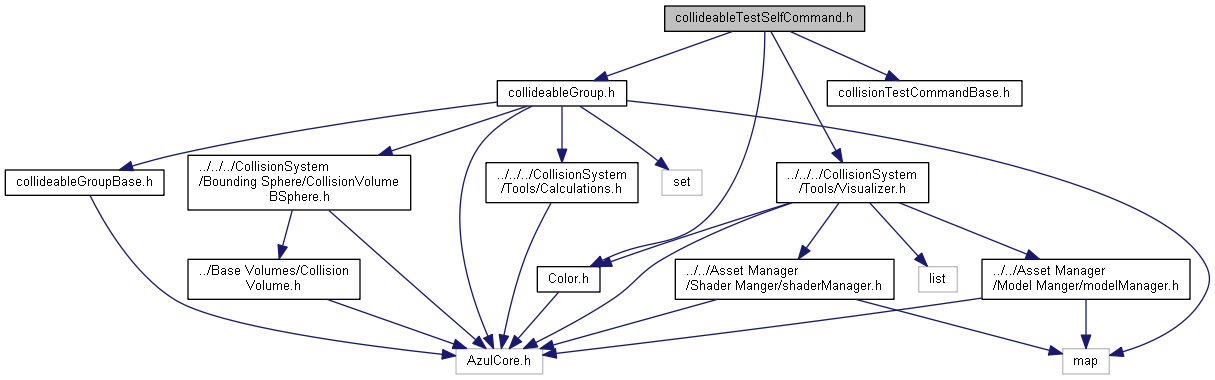 collideableTestSelfCommand.h
collideableGroup.h
collisionTestCommandBase.h
collideableGroupBase.h
../../../CollisionSystem
/Bounding Sphere/CollisionVolume
BSphere.h
../../../CollisionSystem
/Tools/Calculations.h
set
../../../CollisionSystem
/Tools/Visualizer.h
../Base Volumes/Collision
Volume.h
Color.h
../../Asset Manager
/Shader Manger/shaderManager.h
list
../../Asset Manager
/Model Manger/modelManager.h
AzulCore.h
map